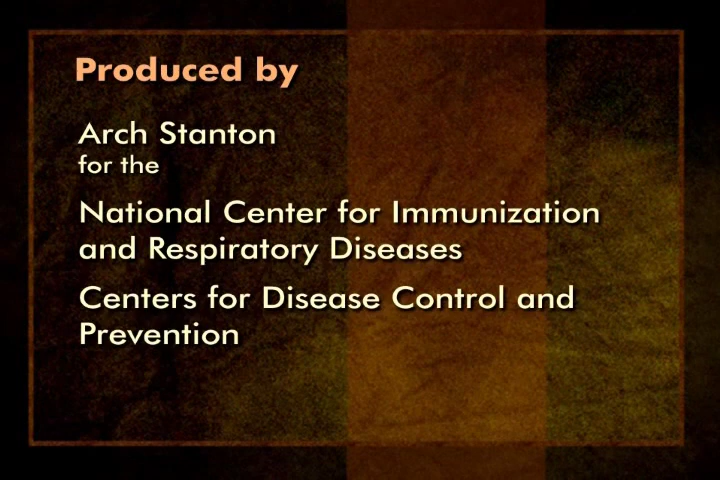 Produced by
Arch Stanton
for the
National Center for Immunization
and Respiratory Diseases
Centers for Disease Control and
Prevention